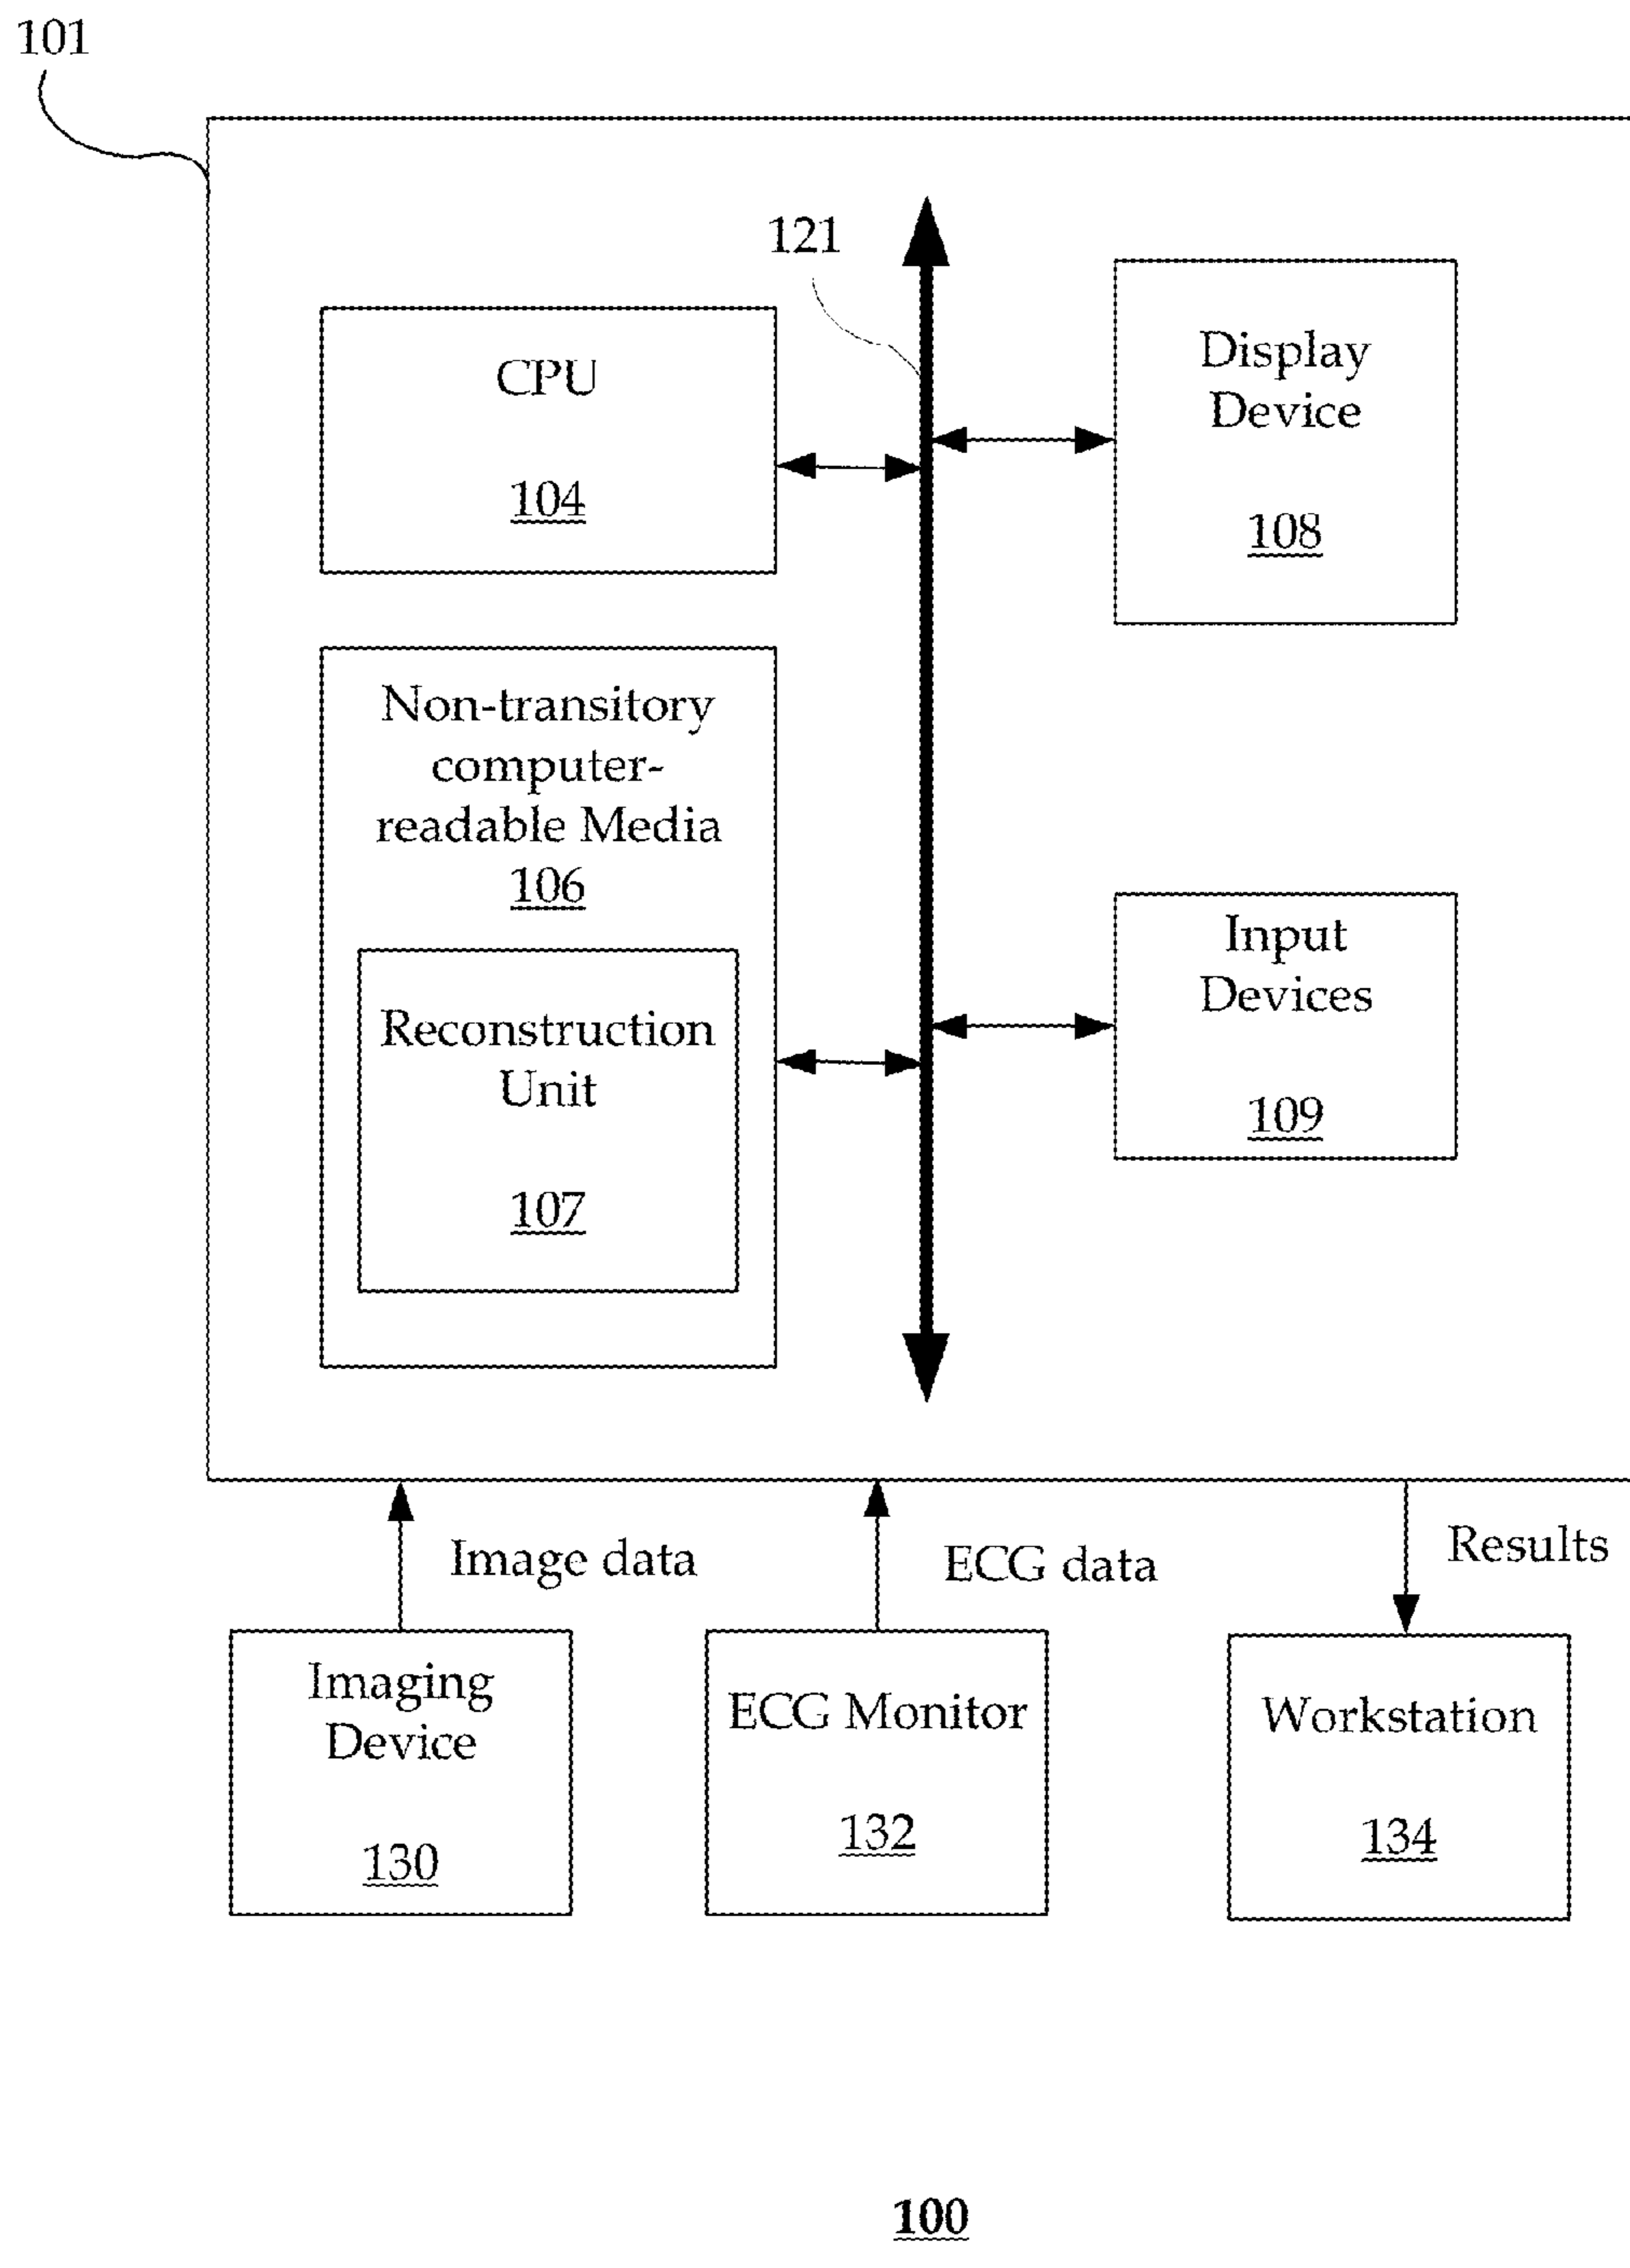 101
121
CPU
104
Display
Device
108
Non-transitory
computer-
readable Media
106
Reconstruction
Unit
107
Input
Devices
109
Image data
ECG data
Results
Imaging
Device
130
ECG Monitor
132
Workstation
134
100